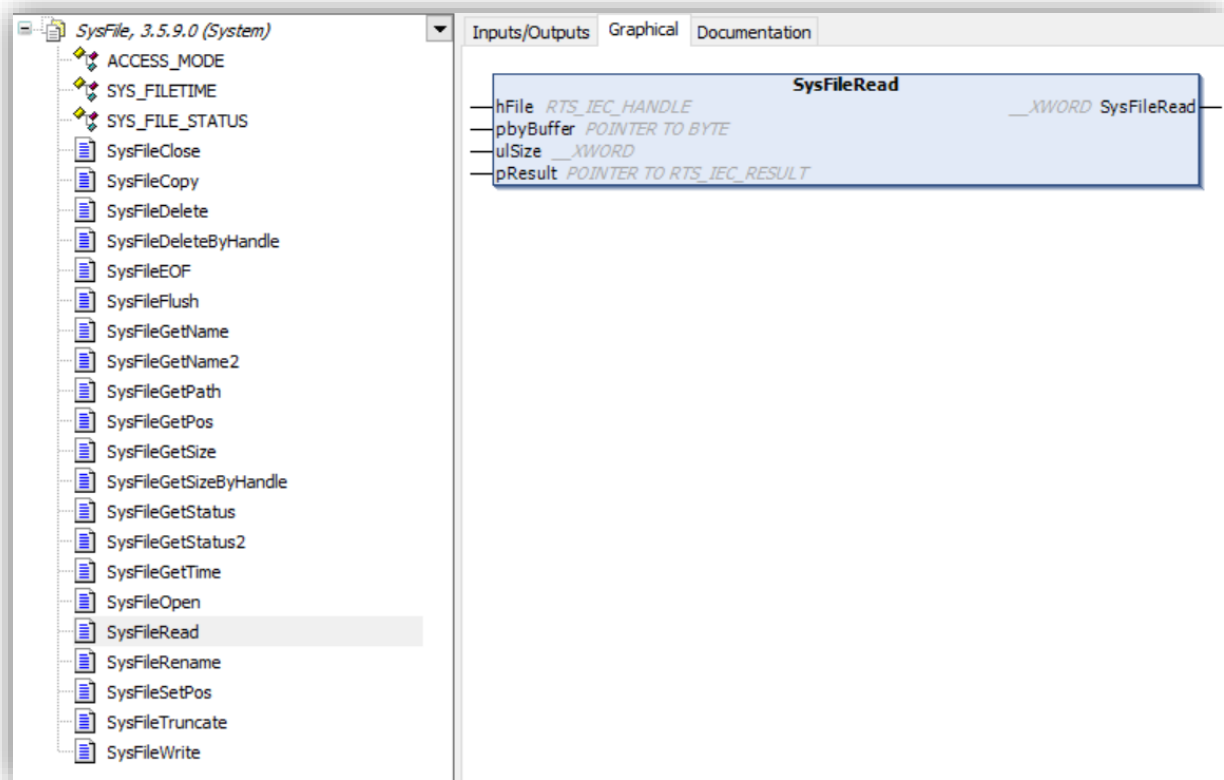 SysFile, 3.5.9.0 (System)
ACCESS_MODE
SYS_FILETIME
SYS_FILE_STATUS
SysFileClose
SysFileCopy
SysFileDelete
SysFileDeleteByHandle
SysFileEOF
SysFileFlush
SysFileGetName
SysFileGetName2
SysFileGetPath
SysFileGetPos
SysFileGetSize
SysFileGetSizeByHandle
SysFileGetStatus
SysFileGetStatus2
SysFileGetTime
SysFileOpen
SysFileRead
SysFileRename
SysFileSetPos
SysFileTruncate
SysFileWrite
Inputs/Outputs Graphical Documentation
SysFileRead
hFile RTS_IEC_HANDLE __XWORD SysFileRead
pbyBuffer POINTER TO BYTE
ulSize __XWORD
pResult POINTER TO RTS_IEC_RESULT